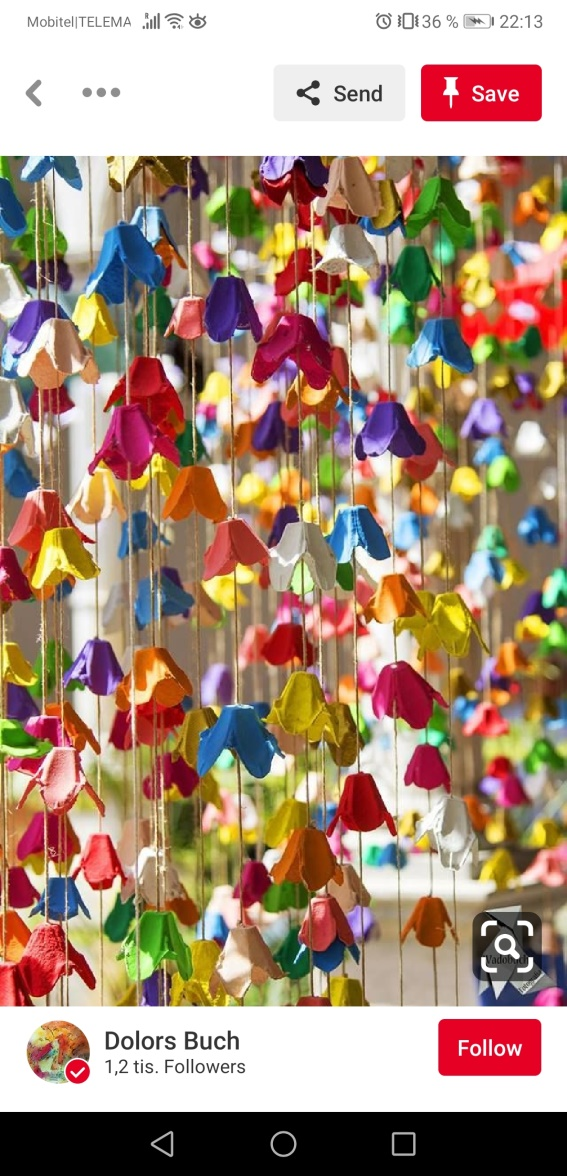 Mobitel|TELEMA 36 % 22:13
Send Save
Dolors Buch
1,2 tis. Followers
Follow